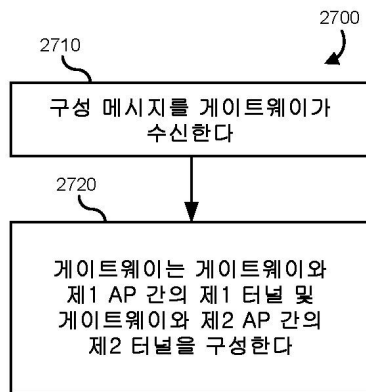 2700
2710
구성 메시지를 게이트웨이가
수신한다
2720
게이트웨이는 게이트웨이와
제1 AP 간의 제1 터널 및
게이트웨이와 제2 AP 간의
제2 터널을 구성한다